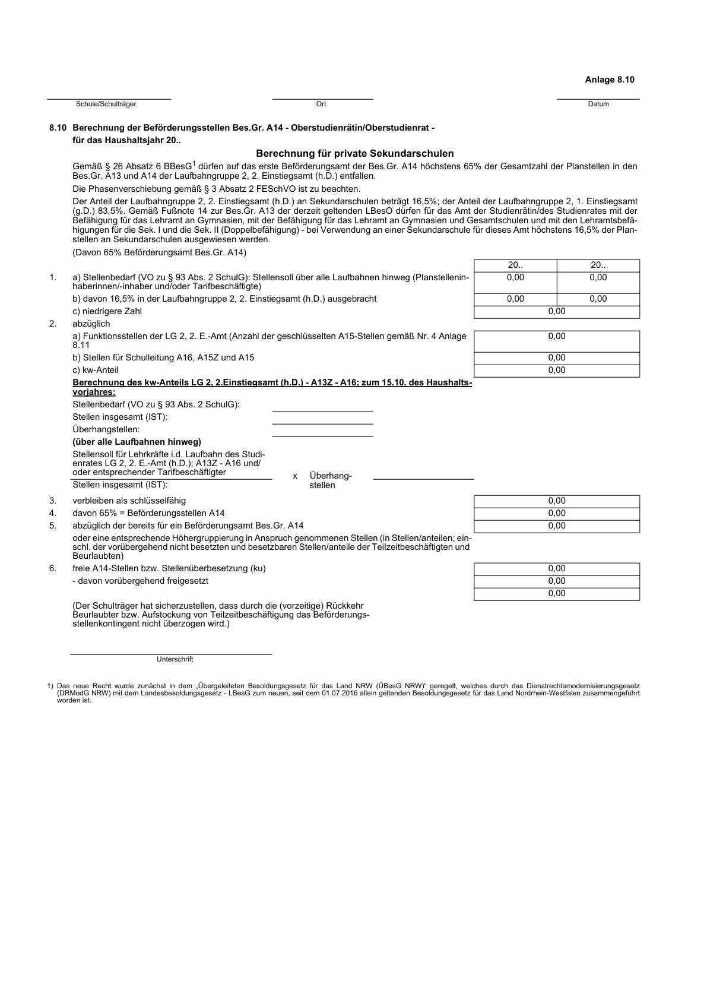 Anlage 8.10
Schule/Schulträger
Ort
Datum
8.10 Berechnung der Beförderungsstellen Bes.Gr. A14 - Oberstudienrätin/Oberstudienrat -
für das Haushaltsjahr 20..
Berechnung für private Sekundarschulen
Gemäß § 26 Absatz 6 BBesG1 dürfen auf das erste Beförderungsamt der Bes.Gr. A14 höchstens 65% der Gesamtzahl der Planstellen in den
Bes.Gr. A13 und A14 der Laufbahngruppe 2, 2. Einstiegsamt (h.D.) entfallen.
Die Phasenverschiebung gemäß § 3 Absatz 2 FESchVO ist zu beachten.
Der Anteil der Laufbahngruppe 2, 2. Einstiegsamt (h.D.) an Sekundarschulen beträgt 16,5%; der Anteil der Laufbahngruppe 2, 1. Einstiegsamt
(g.D.) 83,5%. Gemäß Fußnote 14 zur Bes.Gr. A13 der derzeit geltenden LBesO dürfen für das Amt der Studienrätin/des Studienrates mit der
Befähigung für das Lehramt an Gymnasien, mit der Befähigung für das Lehramt an Gymnasien und Gesamtschulen und mit den Lehramtsbefä-
higungen für die Sek. I und die Sek. II (Doppelbefähigung) - bei Verwendung an einer Sekundarschule für dieses Amt höchstens 16,5% der Plan-
stellen an Sekundarschulen ausgewiesen werden.
(Davon 65% Beförderungsamt Bes.Gr. A14)
20.. 20..
1. a) Stellenbedarf (VO zu § 93 Abs. 2 SchulG): Stellensoll über alle Laufbahnen hinweg (Planstellenin- 0,00 0,00
haberinnen/-inhaber und/oder Tarifbeschäftigte)
b) davon 16,5% in der Laufbahngruppe 2, 2. Einstiegsamt (h.D.) ausgebracht 0,00 0,00
c) niedrigere Zahl 0,00
2. abzüglich
a) Funktionsstellen der LG 2, 2. E.-Amt (Anzahl der geschlüsselten A15-Stellen gemäß Nr. 4 Anlage 0,00
8.11
b) Stellen für Schulleitung A16, A15Z und A15 0,00
c) kw-Anteil 0,00
Berechnung des kw-Anteils LG 2, 2.Einstiegsamt (h.D.) - A13Z - A16; zum 15.10. des Haushalts-
vorjahres:
Stellenbedarf (VO zu § 93 Abs. 2 SchulG):
Stellen insgesamt (IST):
Überhangstellen:
(über alle Laufbahnen hinweg)
Stellensoll für Lehrkräfte i.d. Laufbahn des Studi-
enrates LG 2, 2. E.-Amt (h.D.); A13Z - A16 und/
oder entsprechender Tarifbeschäftigter
x Überhang-
stellen
Stellen insgesamt (IST):
3. verbleiben als schlüsselfähig 0,00
4. davon 65% = Beförderungsstellen A14 0,00
5. abzüglich der bereits für ein Beförderungsamt Bes.Gr. A14 0,00
oder eine entsprechende Höhergruppierung in Anspruch genommenen Stellen (in Stellen/anteilen; ein-
schl. der vorübergehend nicht besetzten und besetzbaren Stellen/anteile der Teilzeitbeschäftigten und
Beurlaubten)
6. freie A14-Stellen bzw. Stellenüberbesetzung (ku) 0,00
- davon vorübergehend freigesetzt 0,00
0,00
(Der Schulträger hat sicherzustellen, dass durch die (vorzeitige) Rückkehr
Beurlaubter bzw. Aufstockung von Teilzeitbeschäftigung das Beförderungs-
stellenkontingent nicht überzogen wird.)
Unterschrift
1) Das neue Recht wurde zunächst in dem „Übergeleiteten Besoldungsgesetz für das Land NRW (ÜBesG NRW)“ geregelt, welches durch das Dienstrechtsmodernisierungsgesetz
(DRModG NRW) mit dem Landesbesoldungsgesetz - LBesG zum neuen, seit dem 01.07.2016 allein geltenden Besoldungsgesetz für das Land Nordrhein-Westfalen zusammengeführt
worden ist.